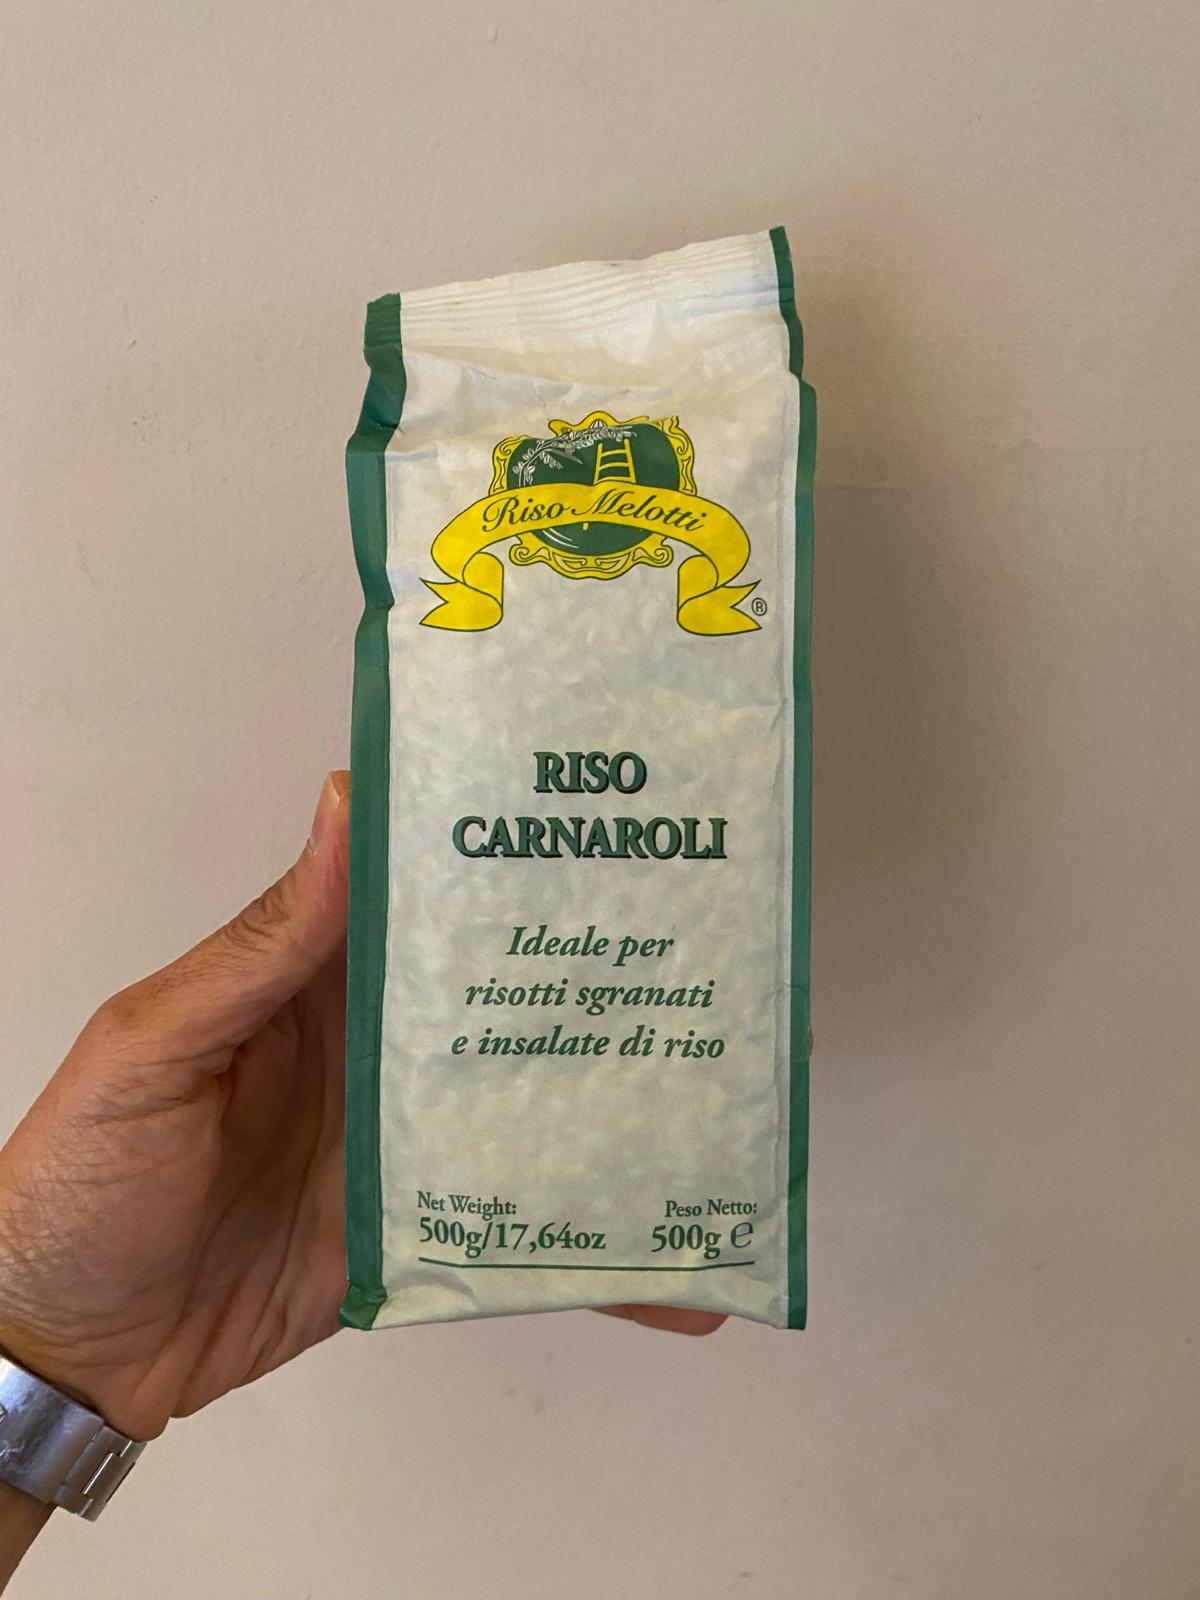 Riso Melotti
®
RISO
CARNAROLI
Ideale per
risotti sgranati
e insalate di riso
Net Weight:
500g/17,64oz
Peso Netto:
500g ℮